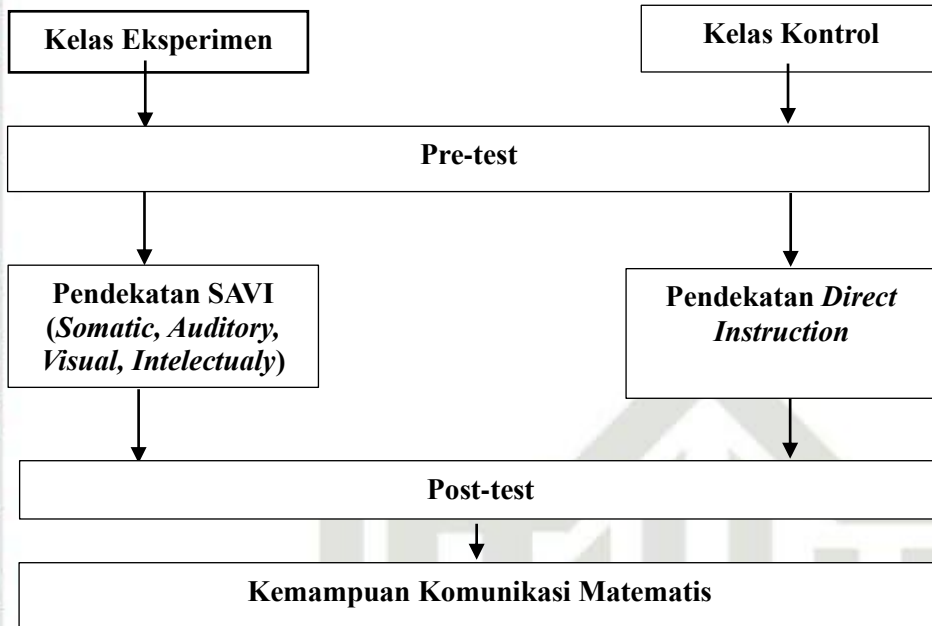 Kelas Eksperimen
Kelas Kontrol
Pre-test
Pendekatan SAVI
(Somatic, Auditory,
Visual, Intelectualy)
Pendekatan Direct
Instruction
Post-test
Kemampuan Komunikasi Matematis